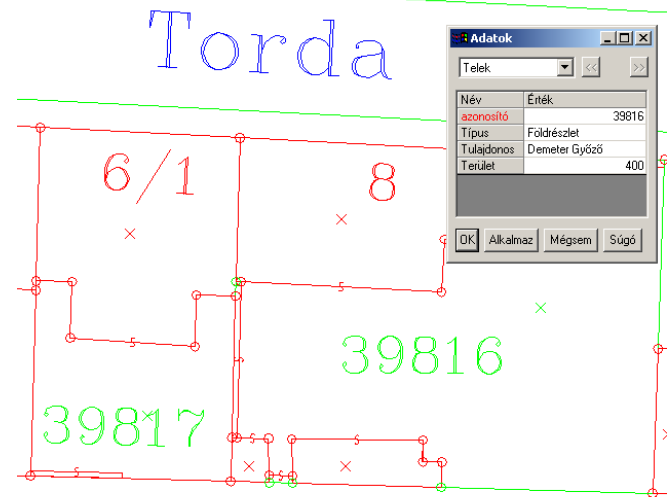 Torda
Adatok
Telek
<<
>>
Név Érték
azonosító 39816
Típus Földrészlet
Tulajdonos Demeter Győző
Terület 400
OK Alkalmaz Mégsem Súgó
6/1
8
39816
39817